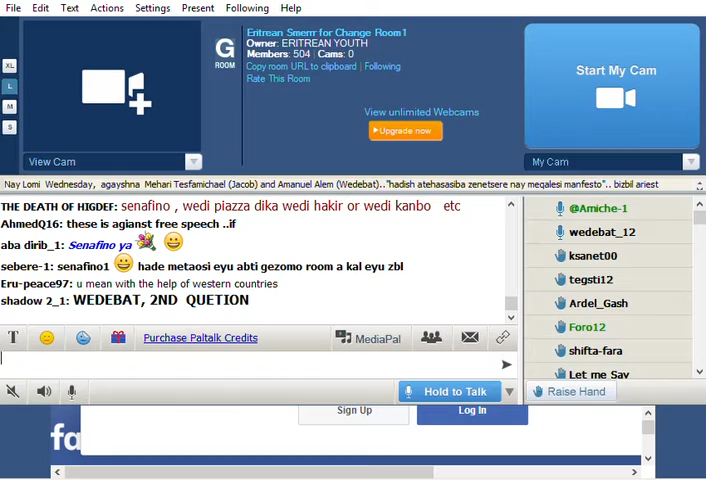 File Edit Text Actions Settings Present Following Help
XL
L
M
S
View Cam
G
ROOM
Eritrean Smerrr for Change Room1
Owner: ERITREAN YOUTH
Members: 504 | Cams: 0
Copy room URL to clipboard | Following
Rate This Room
View unlimited Webcams
Upgrade now
Start My Cam
My Cam
Nay Lomi Wednesday, agayshna Mehari Tesfamichael (Jacob) and Amanuel Alem (Wedebat).."hadish atehasasiba zenetsere nay meqalesi manfesto".. bizbil ariest
THE DEATH OF HIGDEF: senafino , wedi piazza dika wedi hakir or wedi kanbo etc
AhmedQ16: these is agianst free speech ..if
aba dirib_1: Senafino ya
sebere-1: senafino1 hade metaosi eyu abti gezomo room a kal eyu zbl
Eru-peace97: u mean with the help of western countries
shadow 2_1: WEDEBAT, 2ND QUETION
@Amiche-1
wedebat_12
ksanet00
tegsti12
Ardel_Gash
Foro12
shifta-fara
Let me Say
T
Purchase Paltalk Credits
MediaPal
Hold to Talk
Raise Hand
fa
Sign Up
Log In